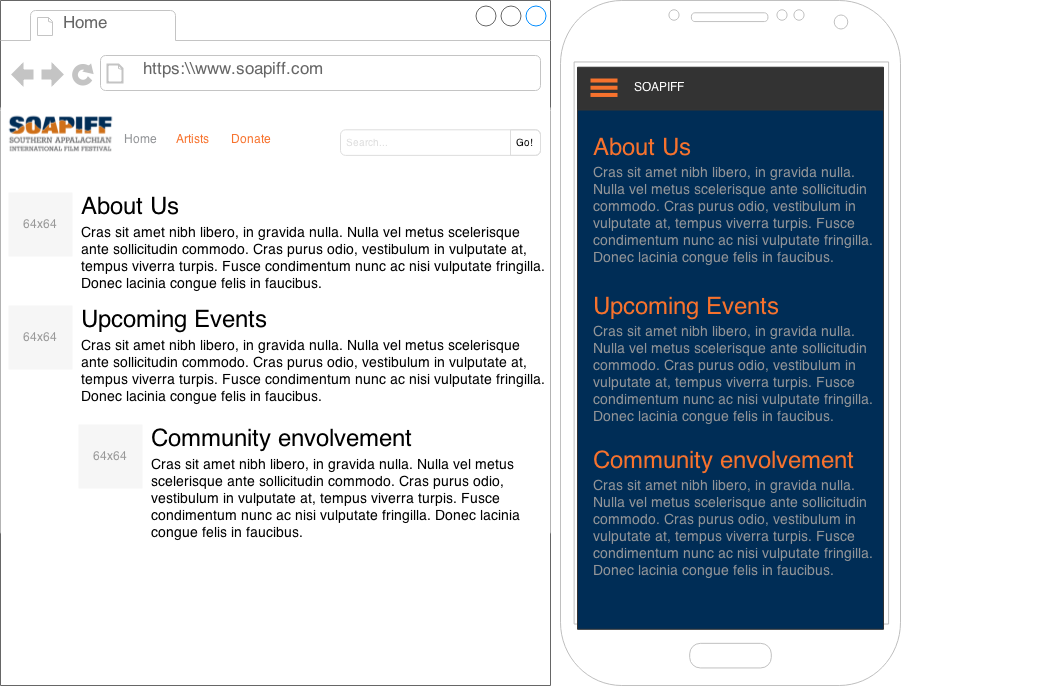 Home
https:\\www.soapiff.com
SOAPIFF
SOUTHERN APPALACHIAN
INTERNATIONAL FILM FESTIVAL
Home Artists Donate
Search... Go!
64x64
About Us
Cras sit amet nibh libero, in gravida nulla. Nulla vel metus scelerisque
ante sollicitudin commodo. Cras purus odio, vestibulum in vulputate at,
tempus viverra turpis. Fusce condimentum nunc ac nisi vulputate fringilla.
Donec lacinia congue felis in faucibus.
64x64
Upcoming Events
Cras sit amet nibh libero, in gravida nulla. Nulla vel metus scelerisque
ante sollicitudin commodo. Cras purus odio, vestibulum in vulputate at,
tempus viverra turpis. Fusce condimentum nunc ac nisi vulputate fringilla.
Donec lacinia congue felis in faucibus.
64x64
Community envolvement
Cras sit amet nibh libero, in gravida nulla. Nulla vel metus
scelerisque ante sollicitudin commodo. Cras purus odio,
vestibulum in vulputate at, tempus viverra turpis. Fusce
condimentum nunc ac nisi vulputate fringilla. Donec lacinia
congue felis in faucibus.
SOAPIFF
About Us
Cras sit amet nibh libero, in gravida nulla.
Nulla vel metus scelerisque ante sollicitudin
commodo. Cras purus odio, vestibulum in
vulputate at, tempus viverra turpis. Fusce
condimentum nunc ac nisi vulputate fringilla.
Donec lacinia congue felis in faucibus.
Upcoming Events
Cras sit amet nibh libero, in gravida nulla.
Nulla vel metus scelerisque ante sollicitudin
commodo. Cras purus odio, vestibulum in
vulputate at, tempus viverra turpis. Fusce
condimentum nunc ac nisi vulputate fringilla.
Donec lacinia congue felis in faucibus.
Community envolvement
Cras sit amet nibh libero, in gravida nulla.
Nulla vel metus scelerisque ante sollicitudin
commodo. Cras purus odio, vestibulum in
vulputate at, tempus viverra turpis. Fusce
condimentum nunc ac nisi vulputate fringilla.
Donec lacinia congue felis in faucibus.